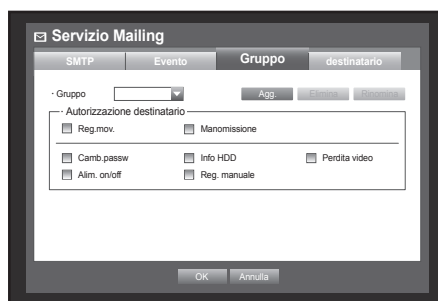 Servizio Mailing
SMTP Evento Gruppo destinatario
· Gruppo Agg. Elimina Rinomina
· Autorizzazione destinatario
Reg.mov. Manomissione
Camb.passw Info HDD Perdita video
Alim. on/off Reg. manuale
OK Annulla